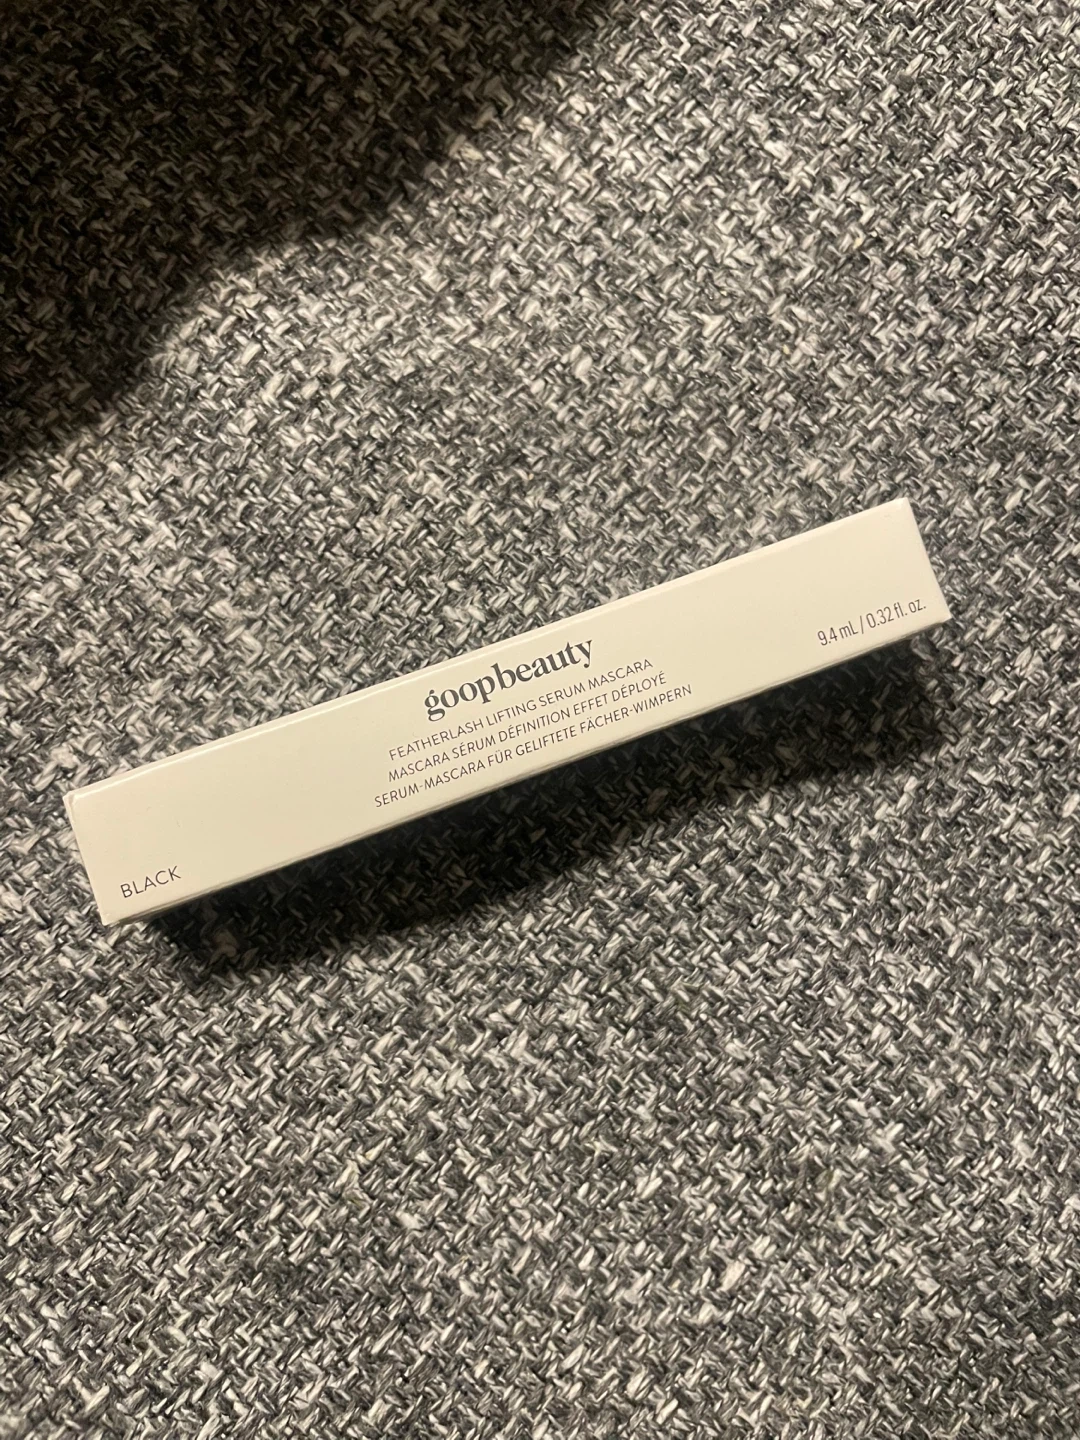 goopbeauty
FEATHERLASH LIFTING SERUM MASCARA
MASCARA SÉRUM DÉFINITION EFFET DÉPLOYÉ
SERUM-MASCARA FÜR GELIFTETE FÄCHER-WIMPERN
9.4 mL / 0.32 fl. oz.
BLACK